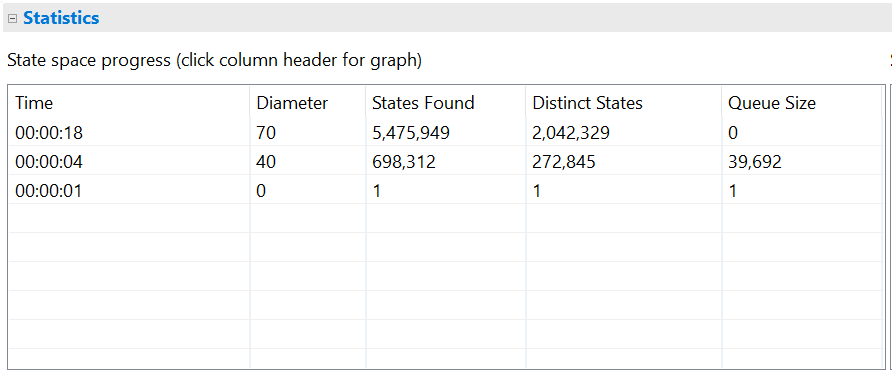 Statistics
State space progress (click column header for graph)
Time Diameter States Found Distinct States Queue Size
00:00:18 70 5,475,949 2,042,329 0
00:00:04 40 698,312 272,845 39,692
00:00:01 0 1 1 1